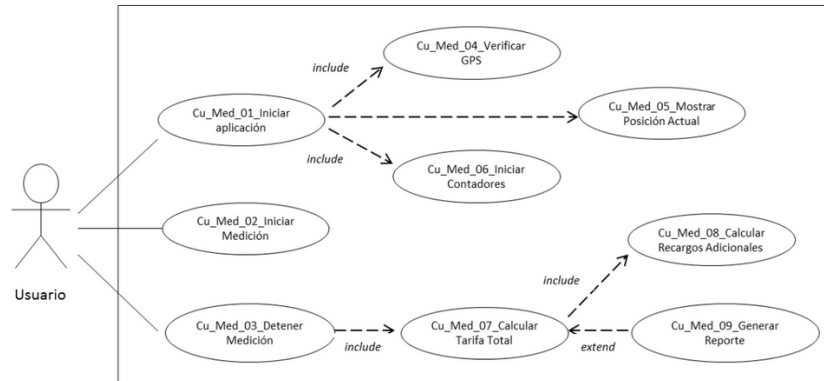 Cu_Med_04_Verificar
GPS
include
Cu_Med_01_Iniciar
aplicación
Cu_Med_05_Mostrar
Posición Actual
include
Cu_Med_06_Iniciar
Contadores
Cu_Med_02_Iniciar
Medición
Cu_Med_08_Calcular
Recargos Adicionales
include
Usuario
Cu_Med_03_Detener
Medición
include
Cu_Med_07_Calcular
Tarifa Total
extend
Cu_Med_09_Generar
Reporte